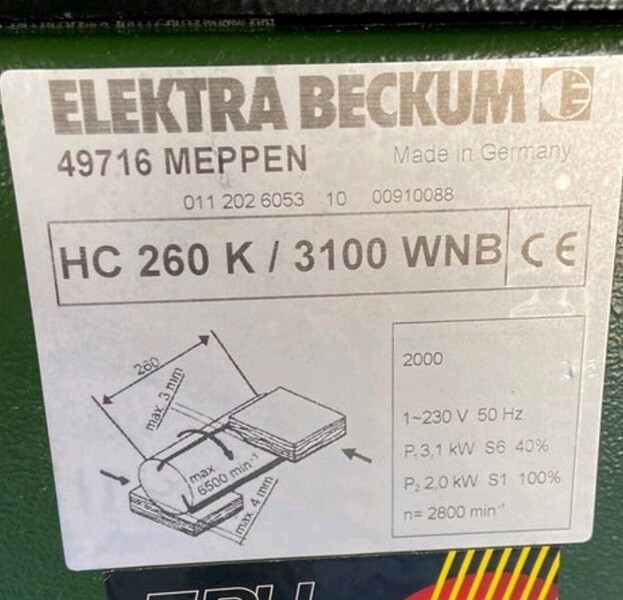 ELEKTRA BECKUM
49716 MEPPEN
Made in Germany
011 202 6053 10 00910088
HC 260 K / 3100 WNB CE
260
max. 3 mm
max
6500 min⁻¹
max. 4 mm
2000
1~230 V 50 Hz
P₁ 3,1 kW S6 40%
P₂ 2,0 kW S1 100%
n= 2800 min⁻¹